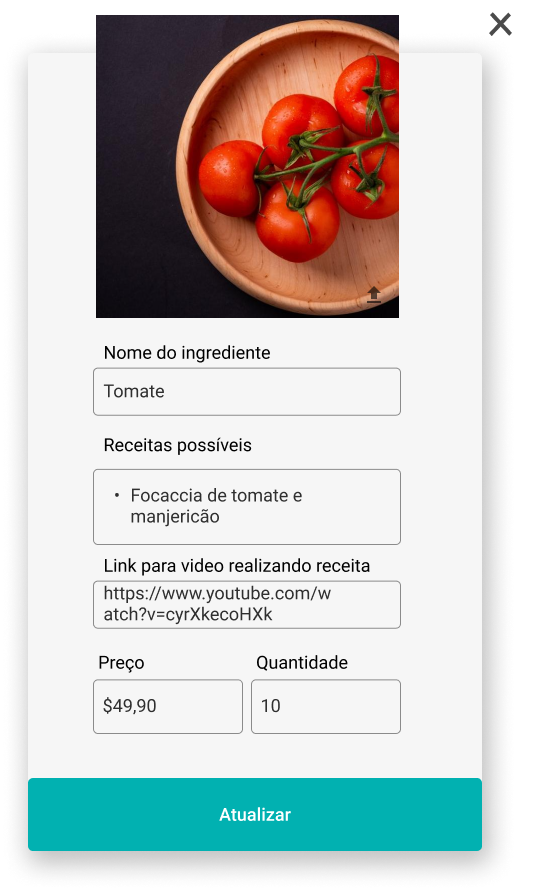 Nome do ingrediente
Tomate
Receitas possíveis
• Focaccia de tomate e
manjericão
Link para video realizando receita
https://www.youtube.com/w
atch?v=cyrXkecoHXk
Preço
Quantidade
$49,90
10
Atualizar